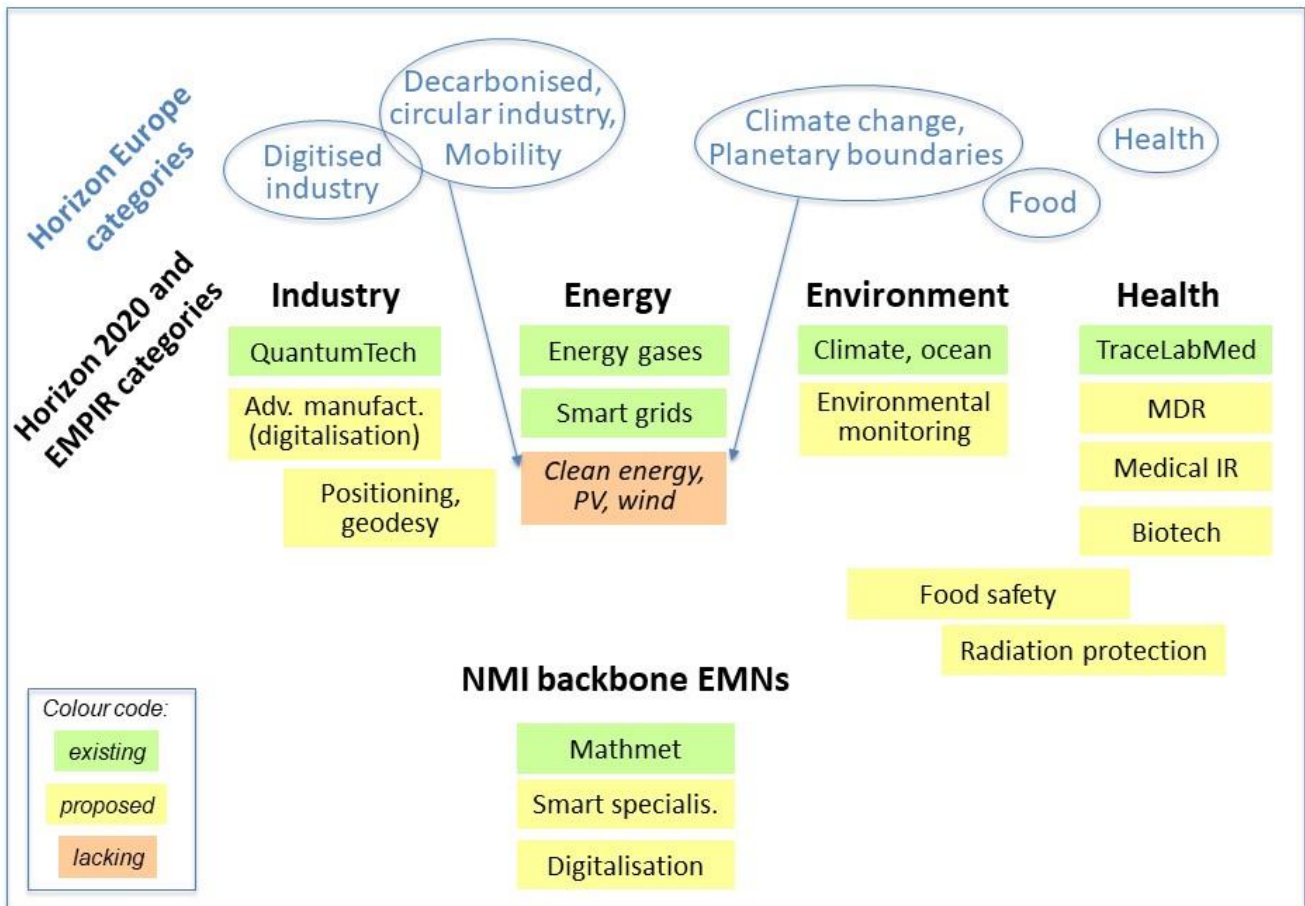 Horizon Europe
categories
Decarbonised,
circular industry,
Mobility
Digitised
industry
Climate change,
Planetary boundaries
Food
Health
Horizon 2020 and
EMPIR categories
Industry
QuantumTech
Adv. manufact.
(digitalisation)
Positioning,
geodesy
Energy
Energy gases
Smart grids
Clean energy,
PV, wind
Environment
Climate, ocean
Environmental
monitoring
Health
TraceLabMed
MDR
Medical IR
Biotech
Food safety
Radiation protection
NMI backbone EMNs
Mathmet
Smart specialis.
Digitalisation
Colour code:
existing
proposed
lacking